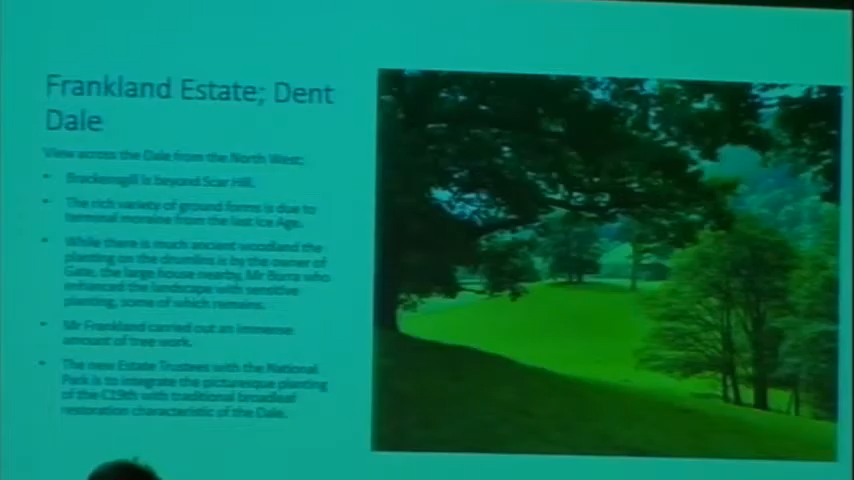 Frankland Estate; Dent
Dale
View across the Dale from the North West:
Brackensgill is beyond Scar Hill.
The rich variety of ground forms is due to
terminal moraine from the last Ice Age.
While there is much ancient woodland the
planting on the drumlins is by the owner of
Gate, the large house nearby, Mr Burra who
enhanced the landscape with sensitive
planting, some of which remains.
Mr Frankland carried out an immense
amount of tree work.
The new Estate Trustees with the National
Park is to integrate the picturesque planting
of the C19th with traditional broadleaf
restoration characteristic of the Dale.